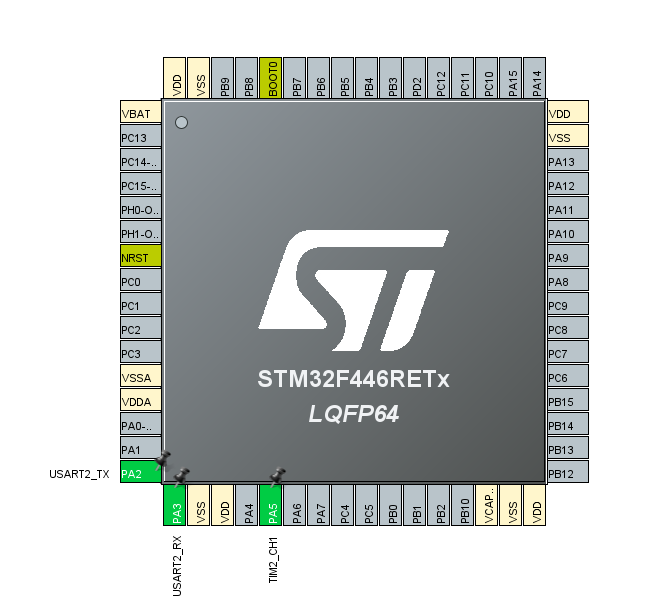 VDD
VSS
PB9
PB8
BOOT0
PB7
PB6
PB5
PB4
PB3
PD2
PC12
PC11
PC10
PA15
PA14
VBAT
PC13
PC14-..
PC15-..
PH0-O..
PH1-O..
NRST
PC0
PC1
PC2
PC3
VSSA
VDDA
PA0-..
PA1
USART2_TX PA2
VDD
VSS
PA13
PA12
PA11
PA10
PA9
PA8
PC9
PC8
PC7
PC6
PB15
PB14
PB13
PB12
ST
STM32F446RETx
LQFP64
PA3
VSS
VDD
PA4
PA5
PA6
PA7
PC4
PC5
PB0
PB1
PB2
PB10
VCAP..
VSS
VDD
USART2_RX
TIM2_CH1